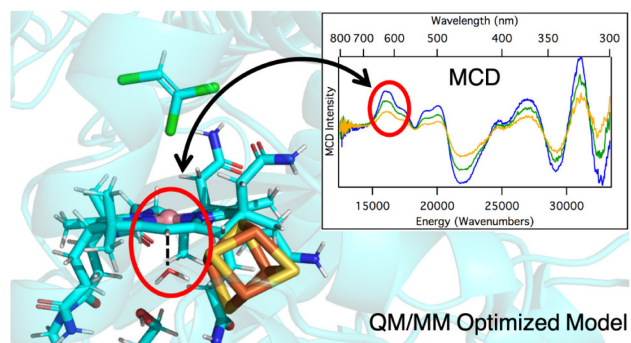 Wavelength (nm)
800 700 600 500 400 350 300
MCD
MCD Intensity
15000 20000 25000 30000
Energy (Wavenumbers)
QM/MM Optimized Model